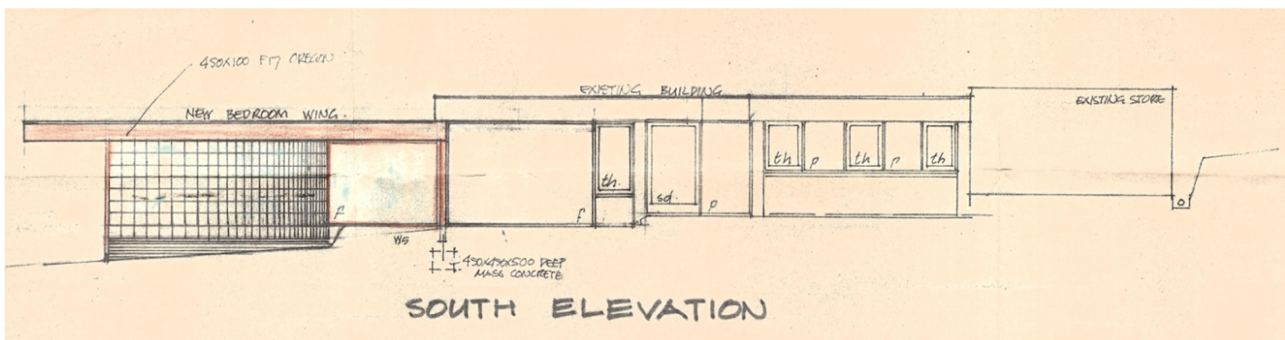 450X100 F17 OREGON
EXISTING BUILDING
NEW BEDROOM WING.
EXISTING STORE
th
p
th
p
th
th.
sd.
p
f
f
WS
450X450X500 DEEP
MASS CONCRETE
SOUTH ELEVATION